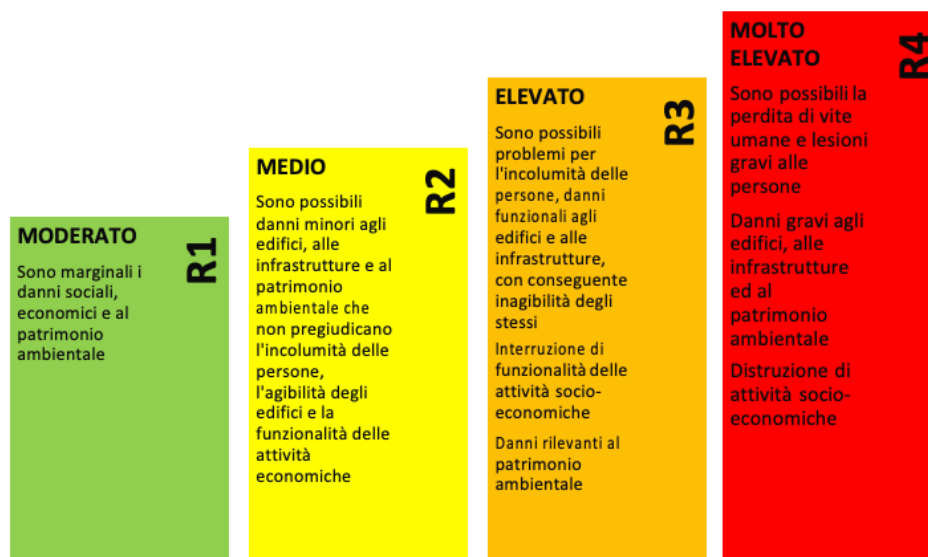 MODERATO
R1
Sono marginali i
danni sociali,
economici e al
patrimonio
ambientale
MEDIO
R2
Sono possibili
danni minori agli
edifici, alle
infrastrutture e al
patrimonio
ambientale che
non pregiudicano
l'incolumità delle
persone,
l'agibilità degli
edifici e la
funzionalità delle
attività
economiche
ELEVATO
R3
Sono possibili
problemi per
l'incolumità delle
persone, danni
funzionali agli
edifici e alle
infrastrutture,
con conseguente
inagibilità degli
stessi
Interruzione di
funzionalità delle
attività socio-
economiche
Danni rilevanti al
patrimonio
ambientale
MOLTO
ELEVATO
R4
Sono possibili la
perdita di vite
umane e lesioni
gravi alle
persone
Danni gravi agli
edifici, alle
infrastrutture
ed al
patrimonio
ambientale
Distruzione di
attività socio-
economiche